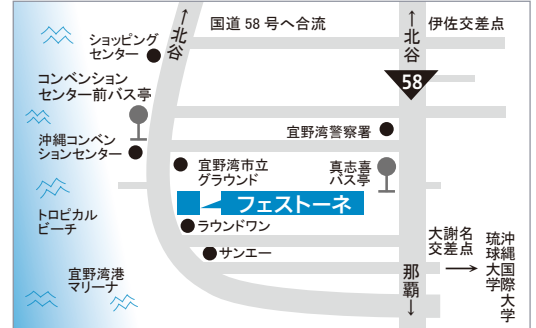 ↑北谷
国道 58 号へ合流
↑北谷
伊佐交差点
ショッピング
センター
58
コンベンション
センター前バス亭
宜野湾警察署
沖縄コンベン
ションセンター
宜野湾市立
グラウンド
真志喜
バス亭
フェストーネ
トロピカル
ビーチ
ラウンドワン
大謝名
交差点
→
沖縄国際大学
琉球大学
サンエー
宜野湾港
マリーナ
那覇↓